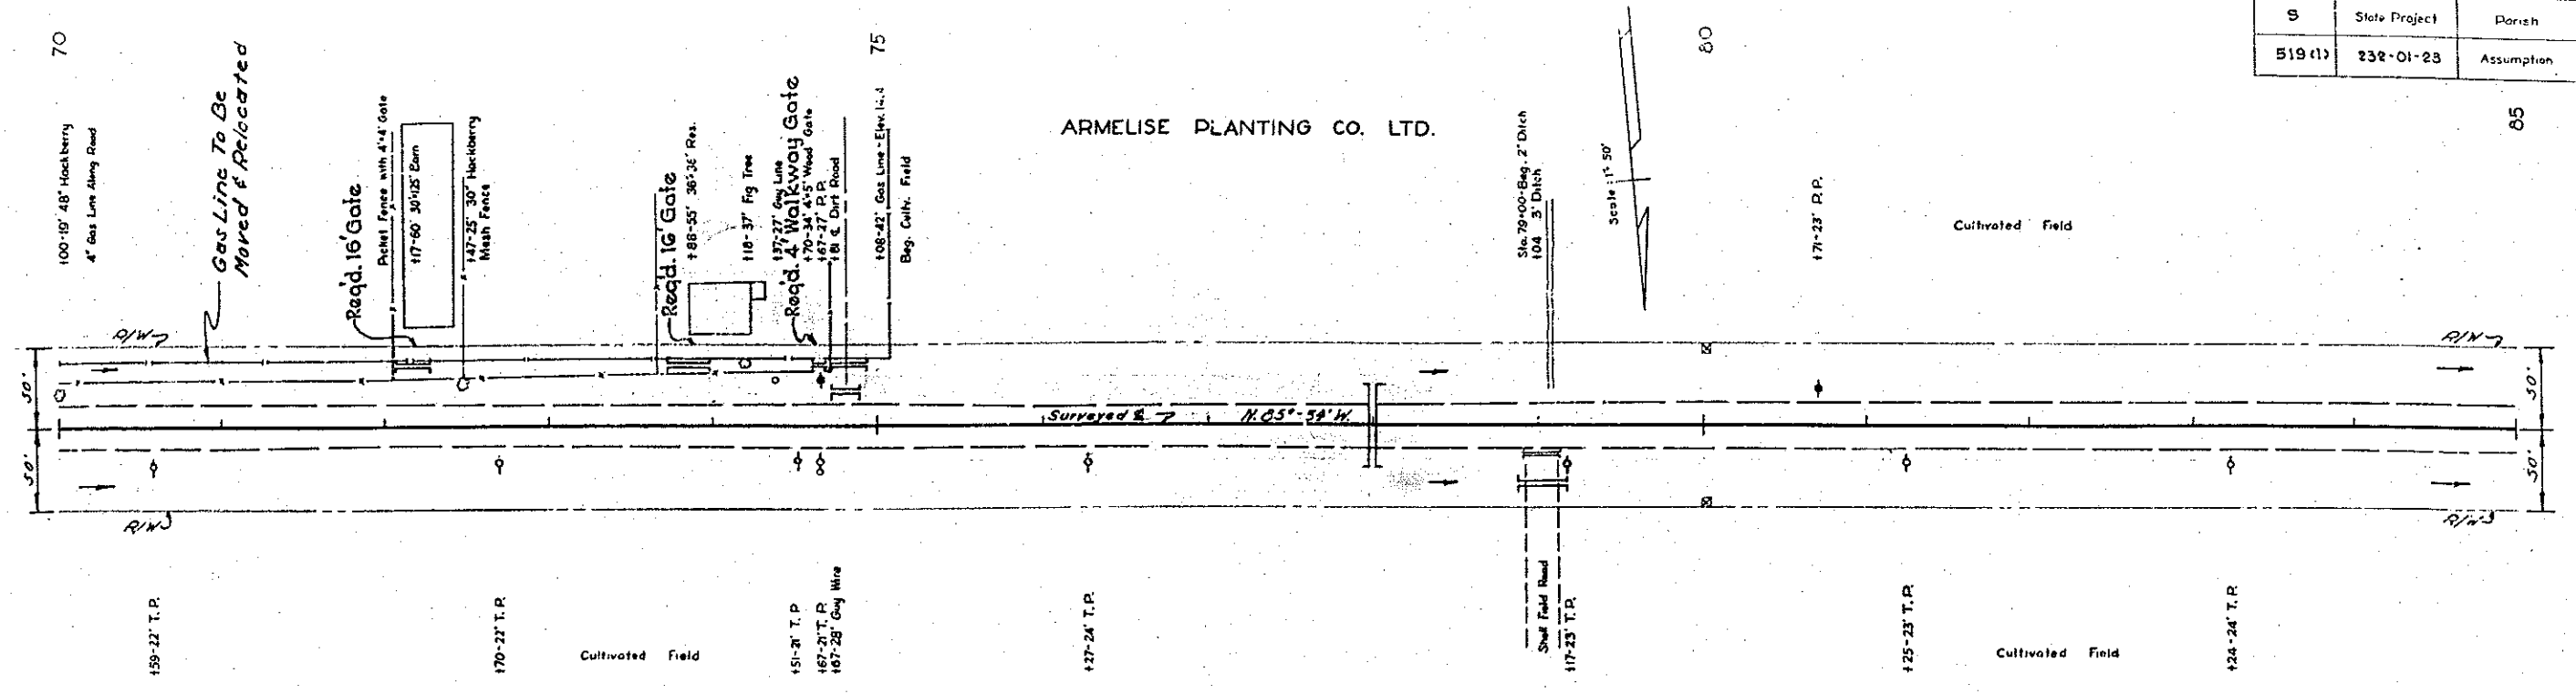 S State Project Parish
519 (1) 232-01-23 Assumption
70
75
80
85
+00-19' 48" Hackberry
4" Gas Line Along Road
Gas Line To Be
Moved & Relocated
Req'd. 16' Gate
Picket Fence with 4'x4' Gate
+17-60' 30'x125' Barn
+47-25' 30" Hackberry
Mesh Fence
Req'd. 16' Gate
+88-55' 36'x36' Res.
+18-37' Fig Tree
+37-27' Guy Line
Req'd. 4' Walkway Gate
+70-34' 4'x5' Wood Gate
+67-27' P.P.
+81 ℄ Dirt Road
+08-42' Gas Line - Elev. 14.4
Beg. Cultv. Field
ARMELISE PLANTING CO. LTD.
Sta. 79+00-Beg. 2' Ditch
+04 3' Ditch
Scale: 1"= 50'
+71-23' P.P.
Cultivated Field
R/W
R/W
50'
50'
Surveyed ℄ N. 85°-54' W.
50'
50'
R/W
R/W
+59-22' T.P.
+70-22' T.P.
Cultivated Field
+51-21' T.P.
+67-21' T.P.
+67-28' Guy Wire
+27-24' T.P.
Shell Field Road
+17-23' T.P.
+25-23' T.P.
Cultivated Field
+24-24' T.P.